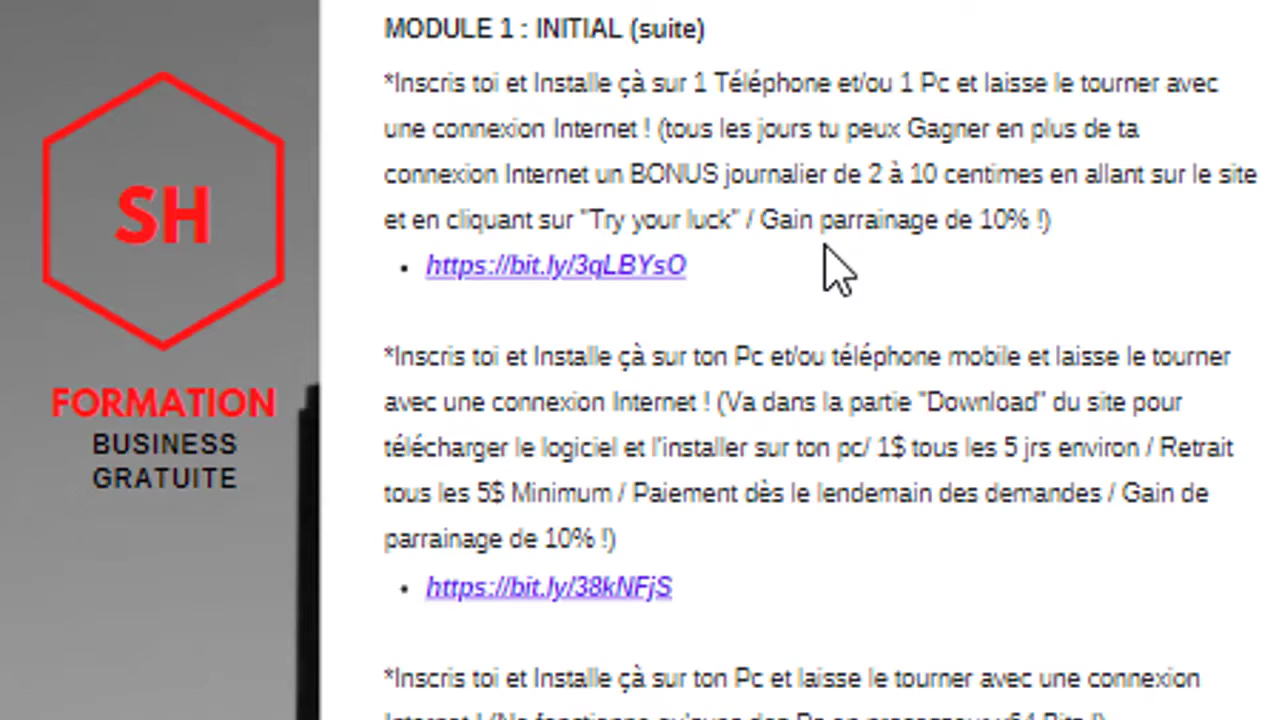 SH
FORMATION
BUSINESS
GRATUITE
MODULE 1 : INITIAL (suite)
*Inscris toi et Installe çà sur 1 Téléphone et/ou 1 Pc et laisse le tourner avec
une connexion Internet ! (tous les jours tu peux Gagner en plus de ta
connexion Internet un BONUS journalier de 2 à 10 centimes en allant sur le site
et en cliquant sur "Try your luck" / Gain parrainage de 10% !)
• https://bit.ly/3qLBYsO
*Inscris toi et Installe çà sur ton Pc et/ou téléphone mobile et laisse le tourner
avec une connexion Internet ! (Va dans la partie "Download" du site pour
télécharger le logiciel et l'installer sur ton pc/ 1$ tous les 5 jrs environ / Retrait
tous les 5$ Minimum / Paiement dès le lendemain des demandes / Gain de
parrainage de 10% !)
• https://bit.ly/38kNFjS
*Inscris toi et Installe çà sur ton Pc et laisse le tourner avec une connexion